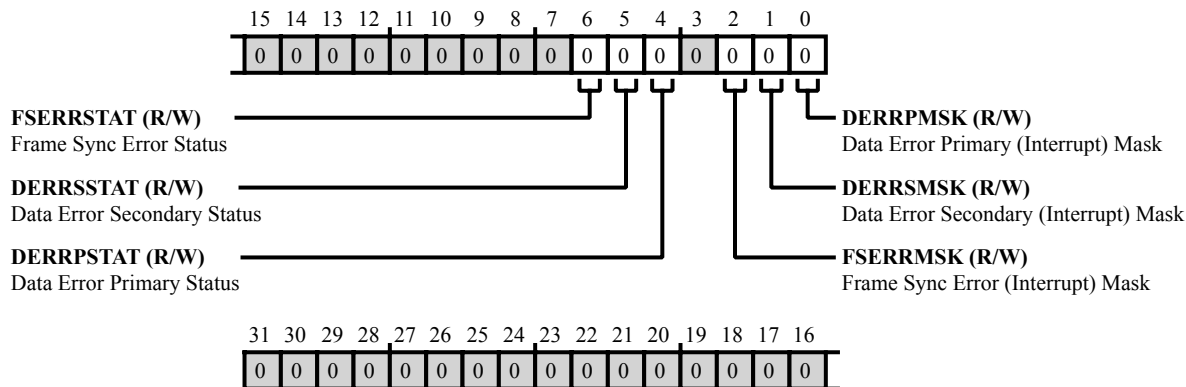 15 14 13 12 11 10 9 8 7 6 5 4 3 2 1 0
0 0 0 0 0 0 0 0 0 0 0 0 0 0 0 0
FSERRSTAT (R/W)
Frame Sync Error Status
DERRSSTAT (R/W)
Data Error Secondary Status
DERRPSTAT (R/W)
Data Error Primary Status
DERRPMSK (R/W)
Data Error Primary (Interrupt) Mask
DERRSMSK (R/W)
Data Error Secondary (Interrupt) Mask
FSERRMSK (R/W)
Frame Sync Error (Interrupt) Mask
31 30 29 28 27 26 25 24 23 22 21 20 19 18 17 16
0 0 0 0 0 0 0 0 0 0 0 0 0 0 0 0